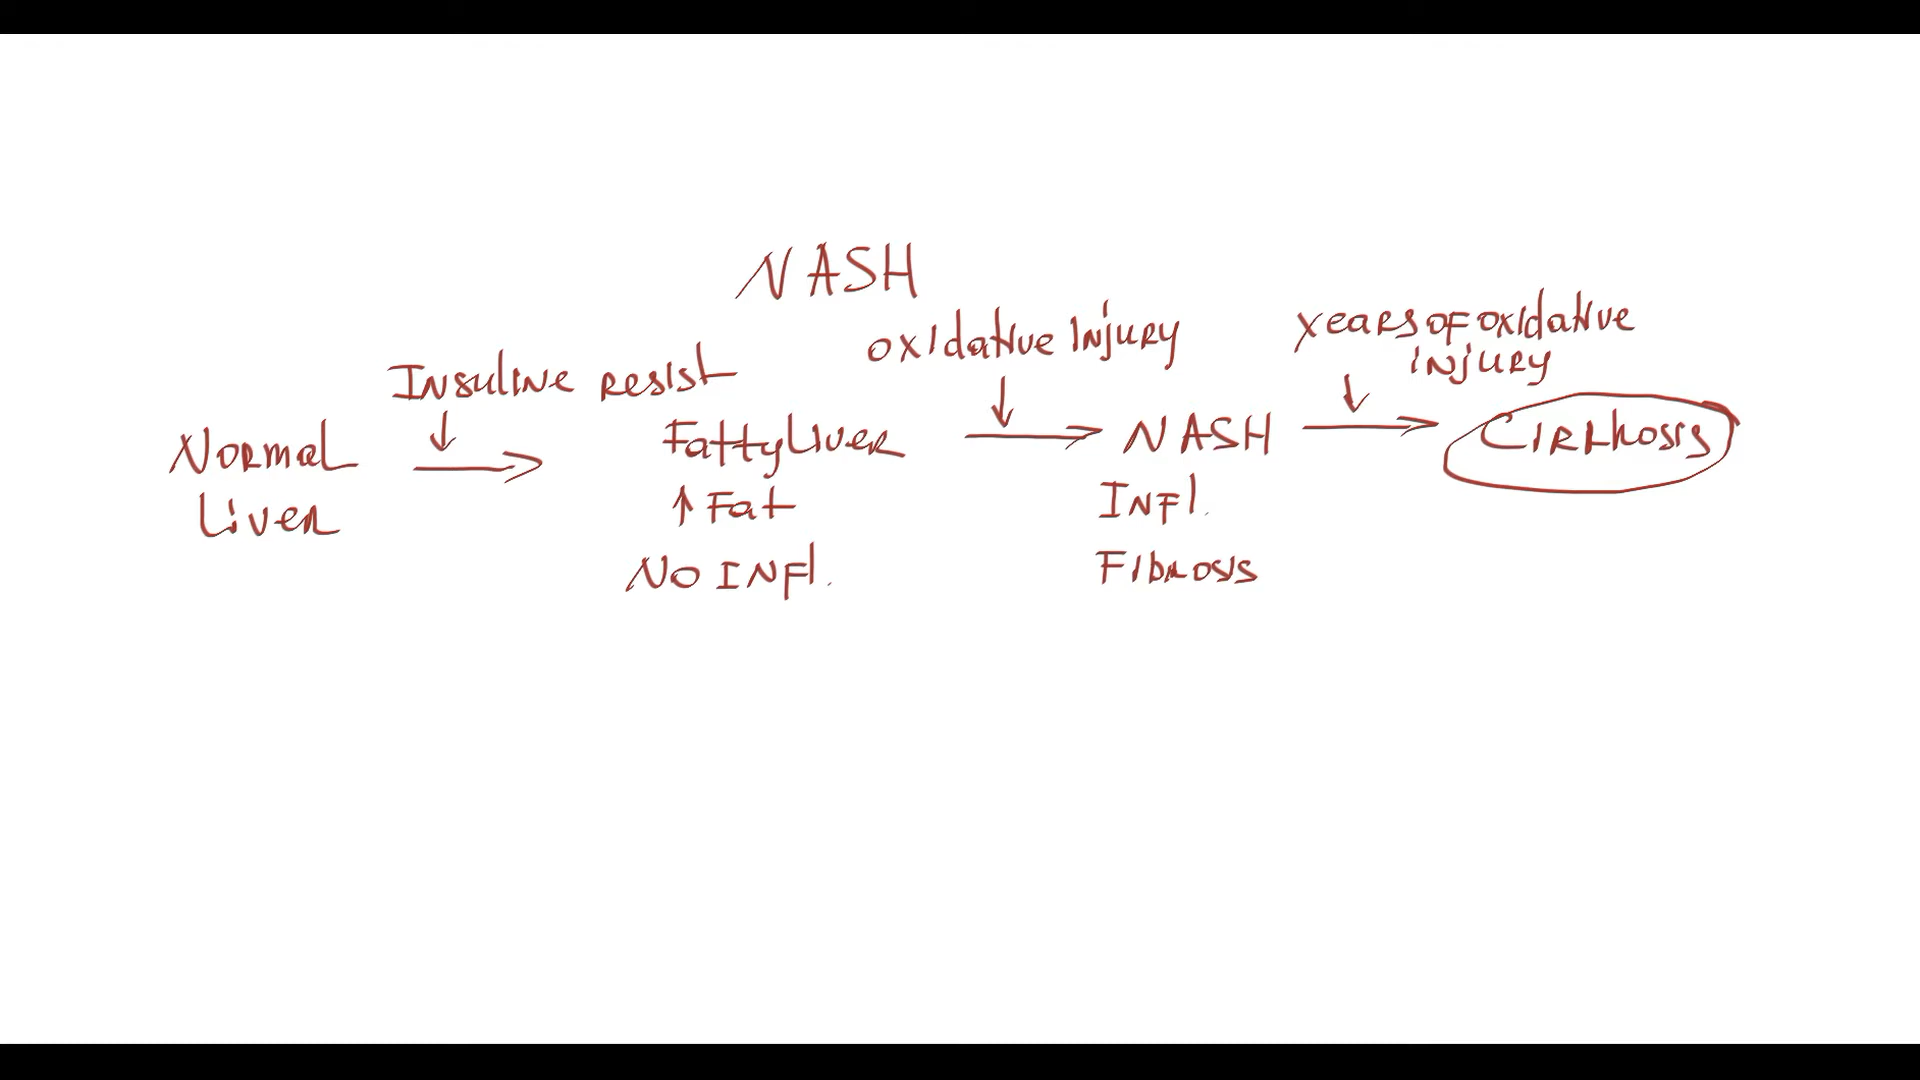 NASH
Insuline resist
oxidative injury
years of oxidative
injury
Normal
Liver
Fatty Liver
↑ Fat
No Infl.
NASH
Infl.
Fibrosis
Cirrhosis